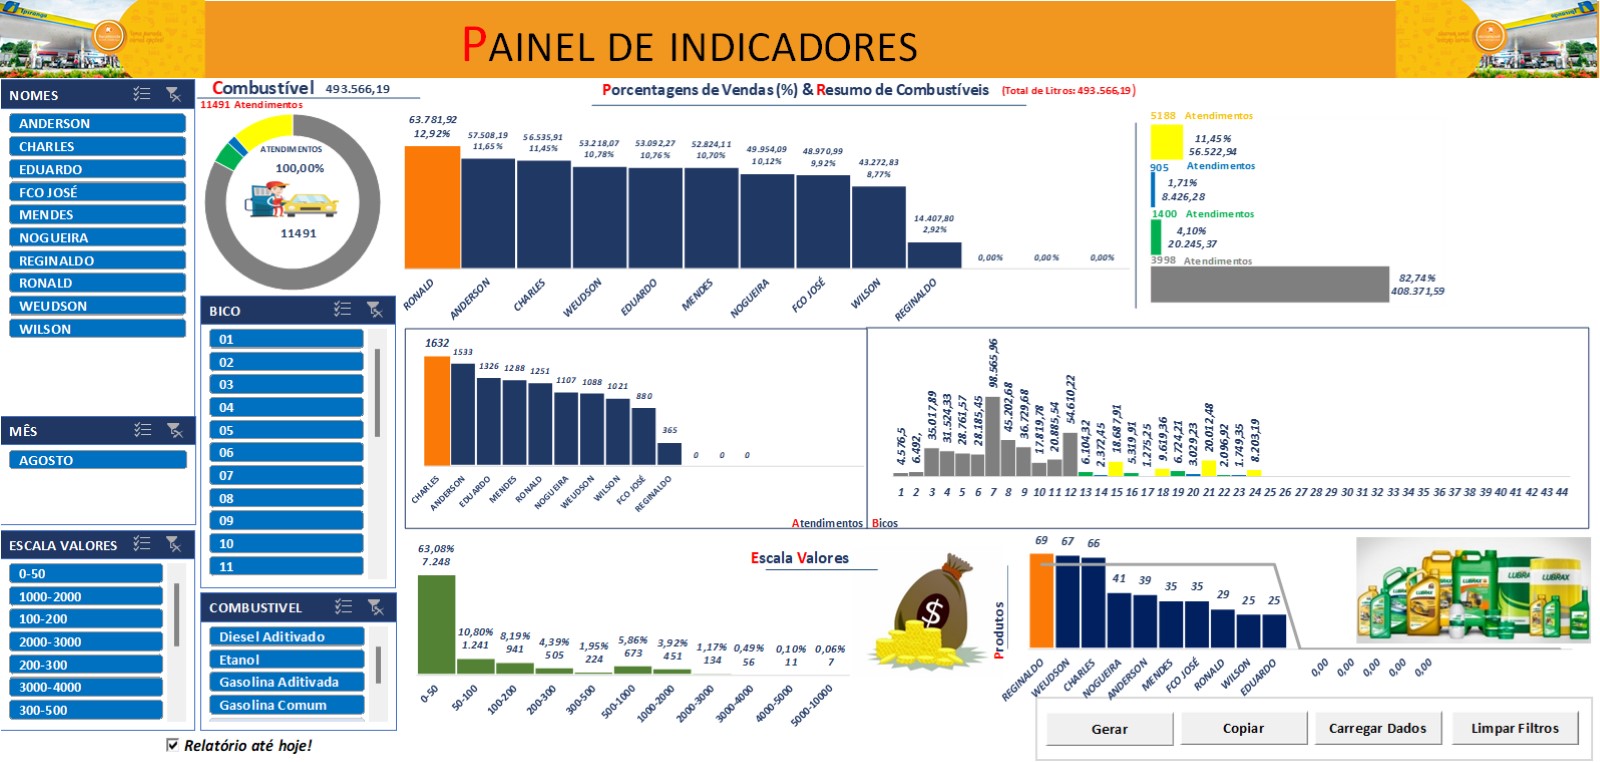 Ipiranga
PAINEL DE INDICADORES
NOMES
ANDERSON
CHARLES
EDUARDO
FCO JOSÉ
MENDES
NOGUEIRA
REGINALDO
RONALD
WEUDSON
WILSON
MÊS
AGOSTO
ESCALA VALORES
0-50
1000-2000
100-200
2000-3000
200-300
3000-4000
300-500
Relatório até hoje!
Combustível 493.566,19
11491 Atendimentos
ATENDIMENTOS
100,00%
11491
BICO
01
02
03
04
05
06
07
08
09
10
11
COMBUSTIVEL
Diesel Aditivado
Etanol
Gasolina Aditivada
Gasolina Comum
Porcentagens de Vendas (%) & Resumo de Combustíveis (Total de Litros: 493.566,19)
63.781,92 57.508,19 56.535,91 53.218,07 53.092,27 52.824,11 49.954,09 48.970,99 43.272,83 14.407,80
12,92% 11,65% 11,45% 10,78% 10,76% 10,70% 10,12% 9,92% 8,77% 2,92% 0,00% 0,00% 0,00%
RONALD ANDERSON CHARLES WEUDSON EDUARDO MENDES NOGUEIRA FCO JOSÉ WILSON REGINALDO
5188 Atendimentos
11,45%
56.522,94
905 Atendimentos
1,71%
8.426,28
1400 Atendimentos
4,10%
20.245,37
3998 Atendimentos
82,74%
408.371,59
1632 1533 1326 1288 1251 1107 1088 1021 880 365 0 0 0
CHARLES ANDERSON EDUARDO MENDES RONALD NOGUEIRA WEUDSON WILSON FCO JOSÉ REGINALDO
Atendimentos
4.576,5 6.492, 35.017,89 31.524,33 28.761,57 28.185,45 98.565,96 45.202,68 36.729,68 17.819,78 20.885,54 54.610,22 6.104,32 2.372,45 18.687,91 5.319,91 1.275,25 9.619,36 6.724,21 3.029,23 20.012,48 2.096,92 1.749,35 8.203,19
1 2 3 4 5 6 7 8 9 10 11 12 13 14 15 16 17 18 19 20 21 22 23 24 25 26 27 28 29 30 31 32 33 34 35 36 37 38 39 40 41 42 43 44
Bicos
Escala Valores
63,08% 10,80% 8,19% 4,39% 1,95% 5,86% 3,92% 1,17% 0,49% 0,10% 0,06%
7.248 1.241 941 505 224 673 451 134 56 11 7
0-50 50-100 100-200 200-300 300-500 500-1000 1000-2000 2000-3000 3000-4000 4000-5000 5000-10000
$
Produtos
69 67 66 41 39 35 35 29 25 25
REGINALDO WEUDSON CHARLES NOGUEIRA ANDERSON MENDES FCO JOSÉ RONALD WILSON EDUARDO 0,00 0,00 0,00 0,00 0,00
LUBRAX LUBRAX
Gerar
Copiar
Carregar Dados
Limpar Filtros